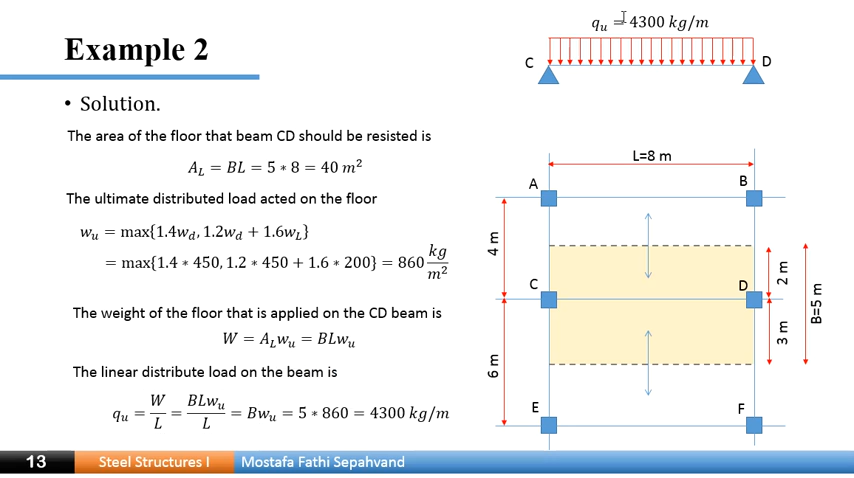 Example 2
• Solution.
The area of the floor that beam CD should be resisted is
A_L = BL = 5 * 8 = 40 m²
The ultimate distributed load acted on the floor
w_u = max{1.4w_d, 1.2w_d + 1.6w_L}
= max{1.4 * 450, 1.2 * 450 + 1.6 * 200} = 860 kg/m²
The weight of the floor that is applied on the CD beam is
W = A_L w_u = BLw_u
The linear distribute load on the beam is
q_u = W/L = BLw_u/L = Bw_u = 5 * 860 = 4300 kg/m
q_u = 4300 kg/m
C
D
L=8 m
A
B
4 m
C
D
2 m
B=5 m
3 m
6 m
E
F
13
Steel Structures I
Mostafa Fathi Sepahvand